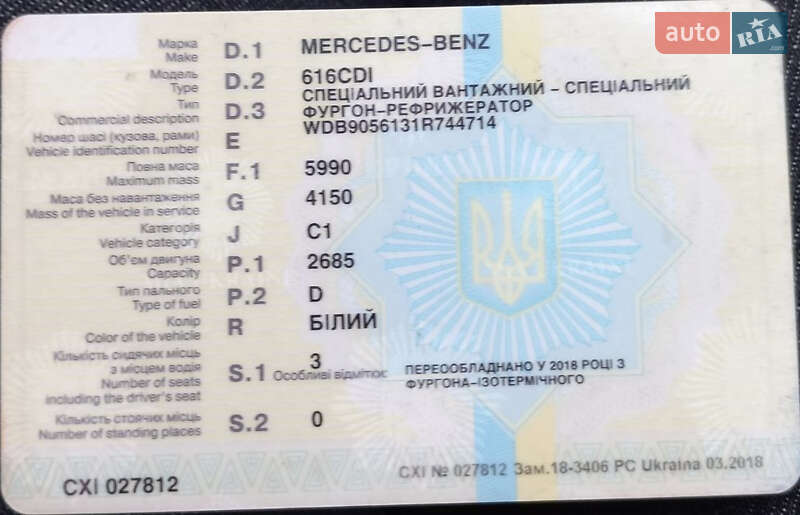 auto RIA
Марка D.1 MERCEDES-BENZ
Make
Модель D.2 616CDI
Type
СПЕЦІАЛЬНИЙ ВАНТАЖНИЙ - СПЕЦІАЛЬНИЙ
Тип D.3 ФУРГОН-РЕФРИЖЕРАТОР
Commercial description
WDB9056131R744714
Номер шасі (кузова, рами) E
Vehicle identification number
Повна маса F.1 5990
Maximum mass
Маса без навантаження G 4150
Mass of the vehicle in service
Категорія J C1
Vehicle category
Об'єм двигуна P.1 2685
Capacity
Тип пального P.2 D
Type of fuel
Колір R БІЛИЙ
Color of the vehicle
Кількість сидячих місць S.1 3
з місцем водія
Number of seats
including the driver's seat
Особливі відмітки: ПЕРЕООБЛАДНАНО У 2018 РОЦІ З
ФУРГОНА-ІЗОТЕРМІЧНОГО
Кількість стоячих місць S.2 0
Number of standing places
CXI № 027812 Зам.18-3406 РС Ukraina 03.2018
CXI 027812